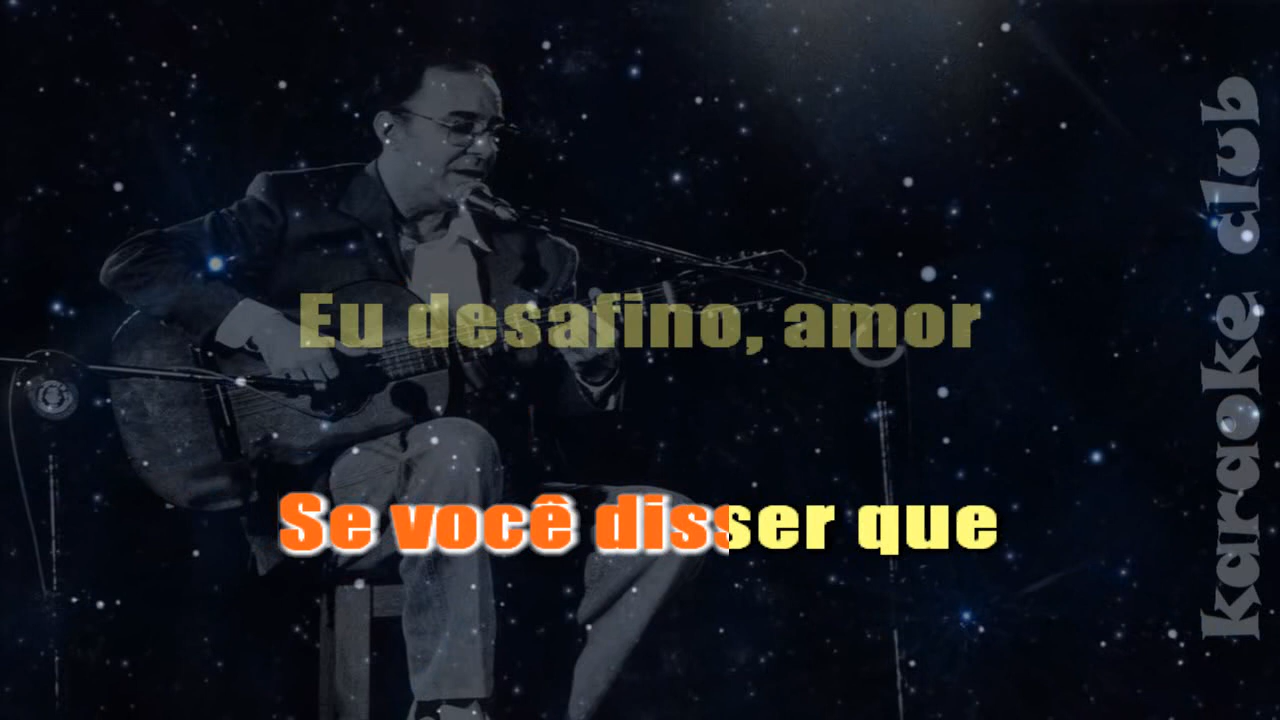 Eu desafino, amor
Se você disser que
karaoke club